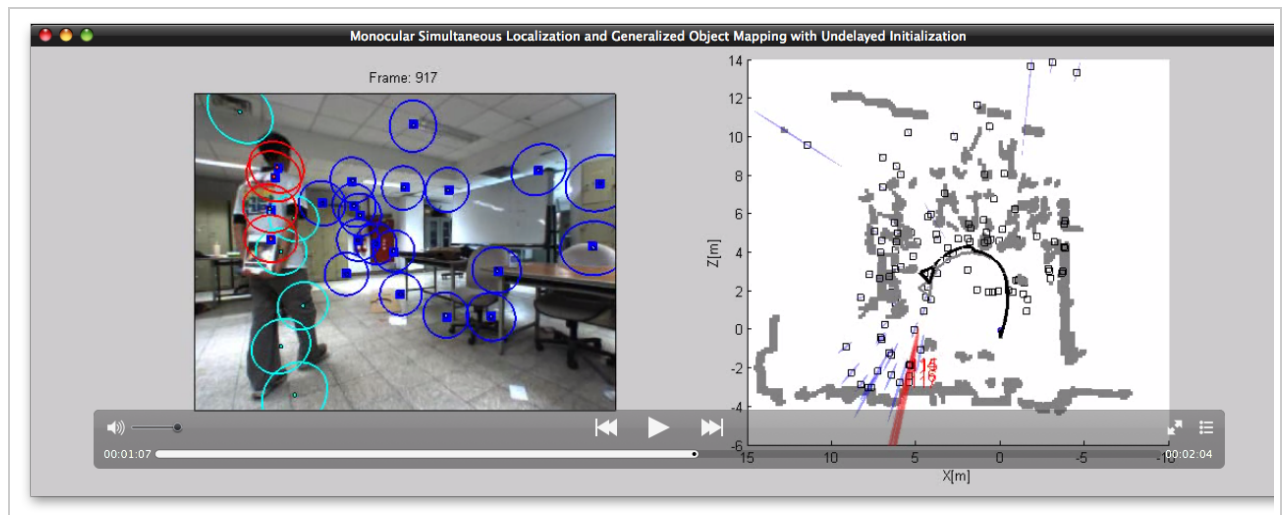 Monocular Simultaneous Localization and Generalized Object Mapping with Undelayed Initialization
Frame: 917
14
12
10
8
6
4
2
0
-2
-4
-6
Z[m]
15 10 5 0 -5 -10
X[m]
00:01:07
00:02:04